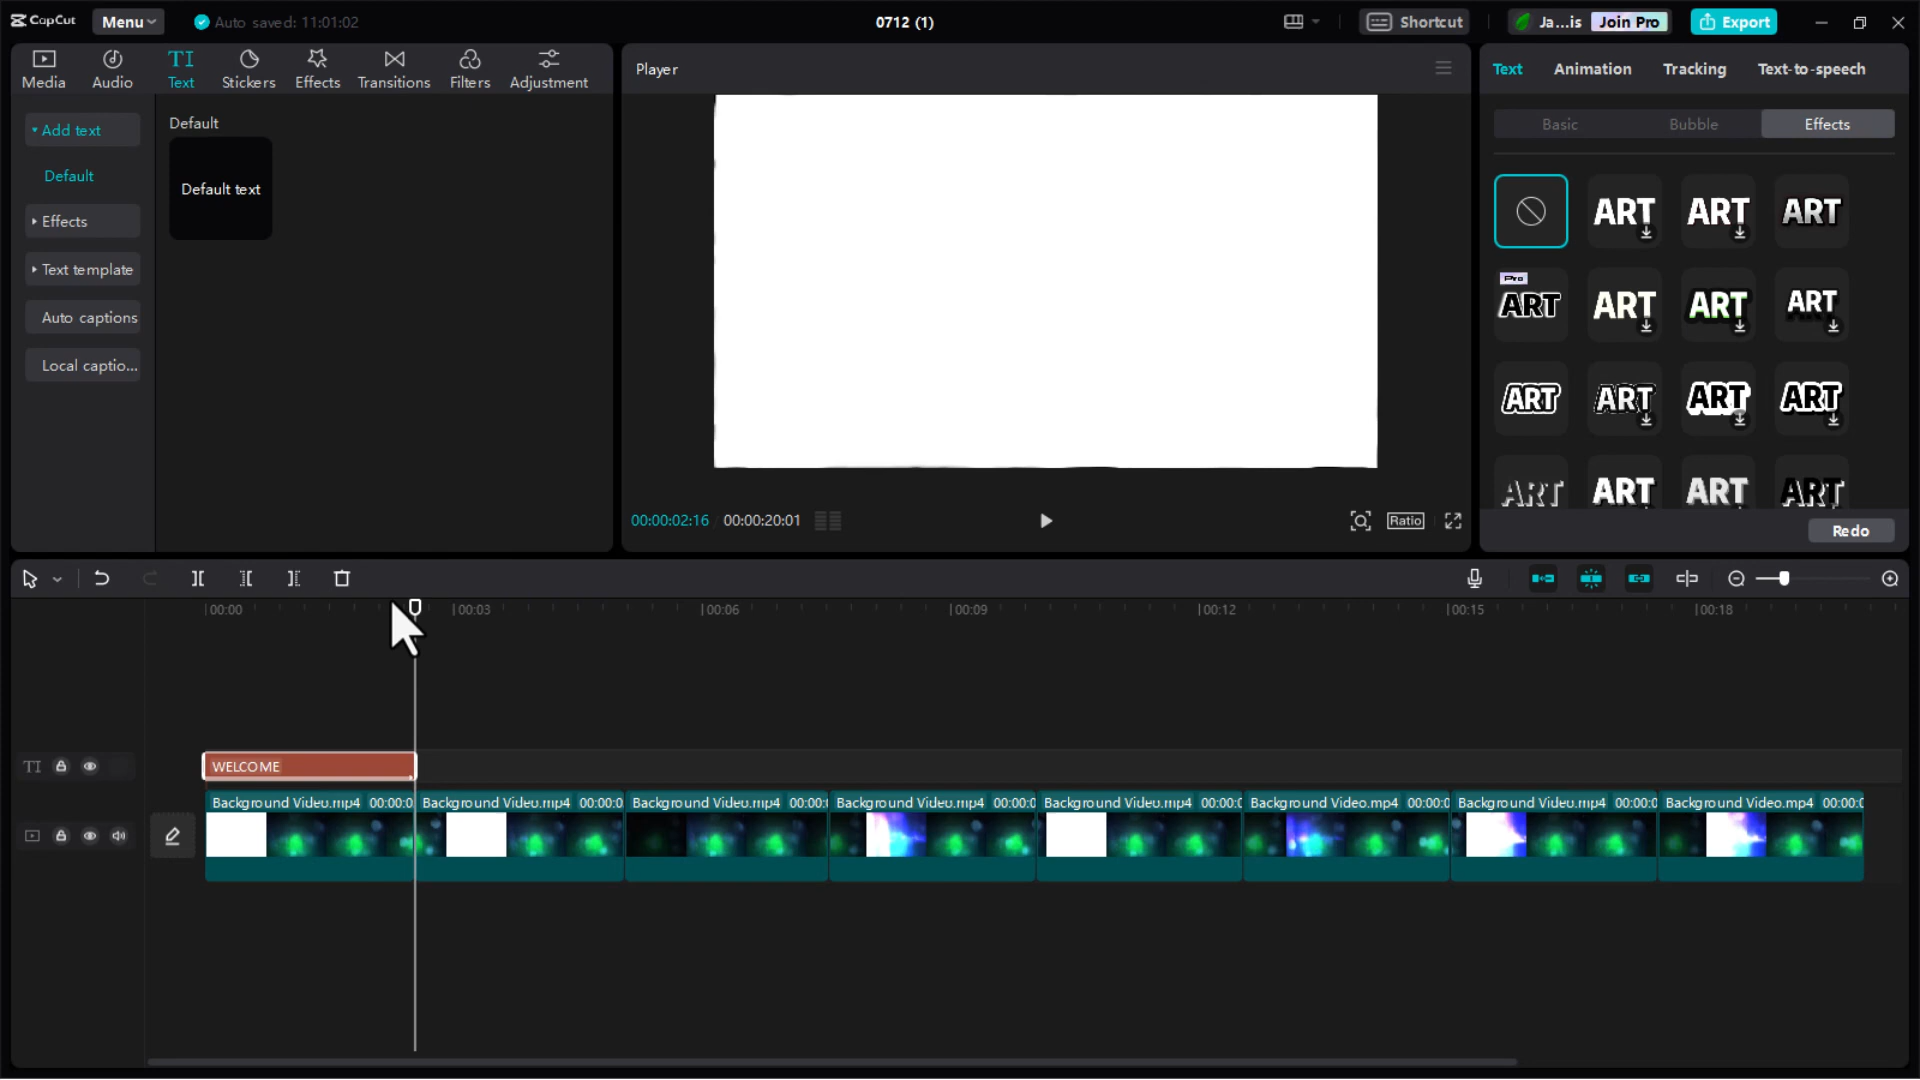 CapCut Menu Auto saved: 11:01:02 0712 (1) Shortcut Ja...is Join Pro Export
Media Audio Text Stickers Effects Transitions Filters Adjustment
Add text
Default
Effects
Text template
Auto captions
Local captio...
Default
Default text
Player
00:00:02:16 00:00:20:01 Ratio
Text Animation Tracking Text-to-speech
Basic Bubble Effects
ART ART ART
Pro
ART ART ART ART
ART ART ART ART
ART ART ART ART
Redo
00:00 00:03 00:06 00:09 00:12 00:15 00:18
TI WELCOME
Background Video.mp4 00:00:0 Background Video.mp4 00:00:0 Background Video.mp4 00:00: Background Video.mp4 00:00:0 Background Video.mp4 00:00:0 Background Video.mp4 00:00:0 Background Video.mp4 00:00:0 Background Video.mp4 00:00:0